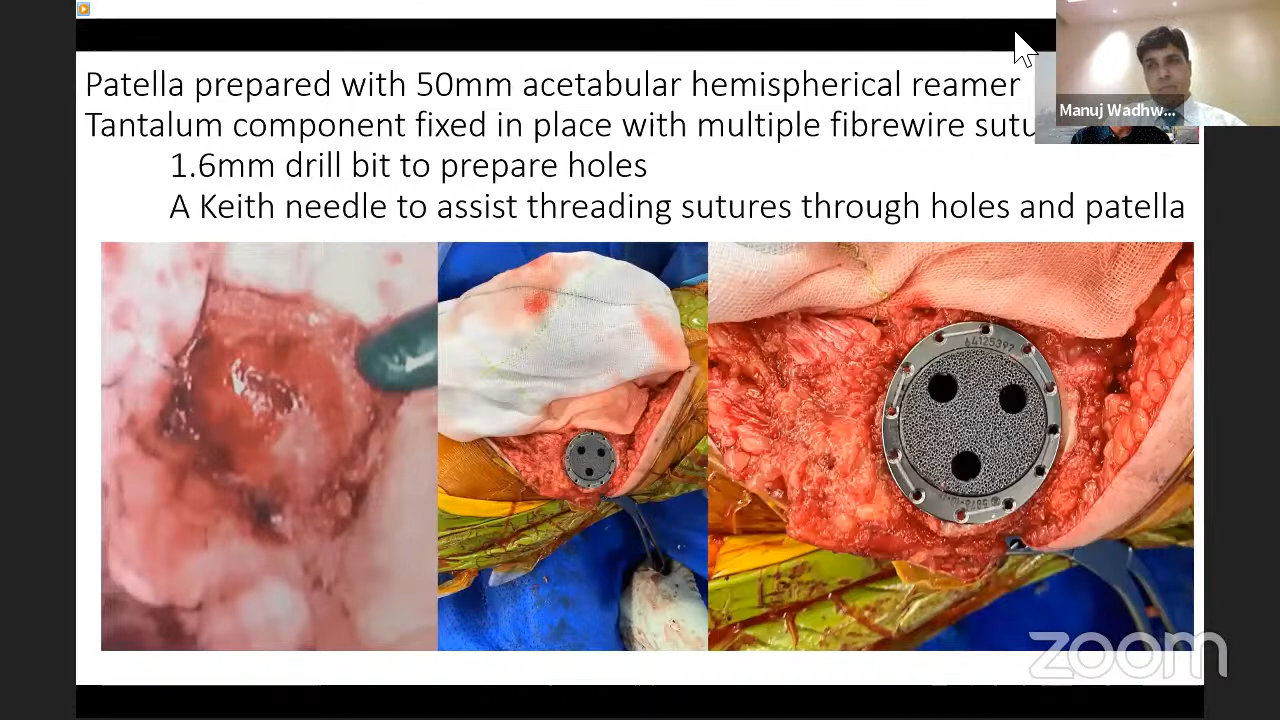 Patella prepared with 50mm acetabular hemispherical reamer
Tantalum component fixed in place with multiple fibrewire
1.6mm drill bit to prepare holes
A Keith needle to assist threading sutures through holes and patella
Manuj Wadhw...
64125397
zoom